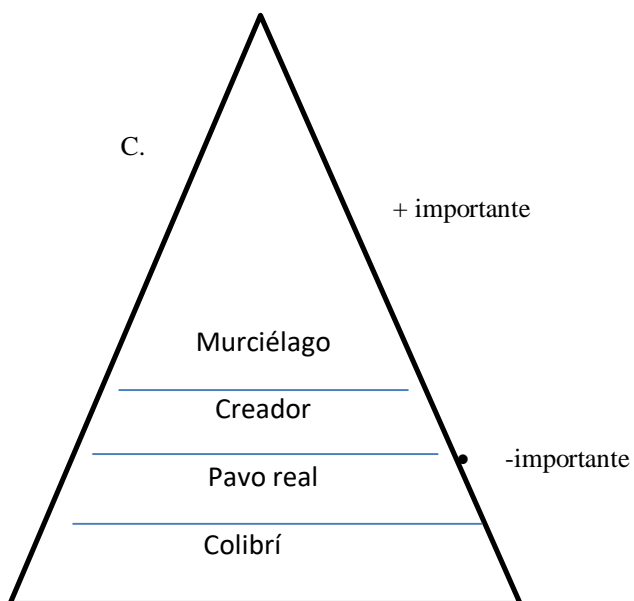 C.
+ importante
Murciélago
Creador
-importante
Pavo real
Colibrí